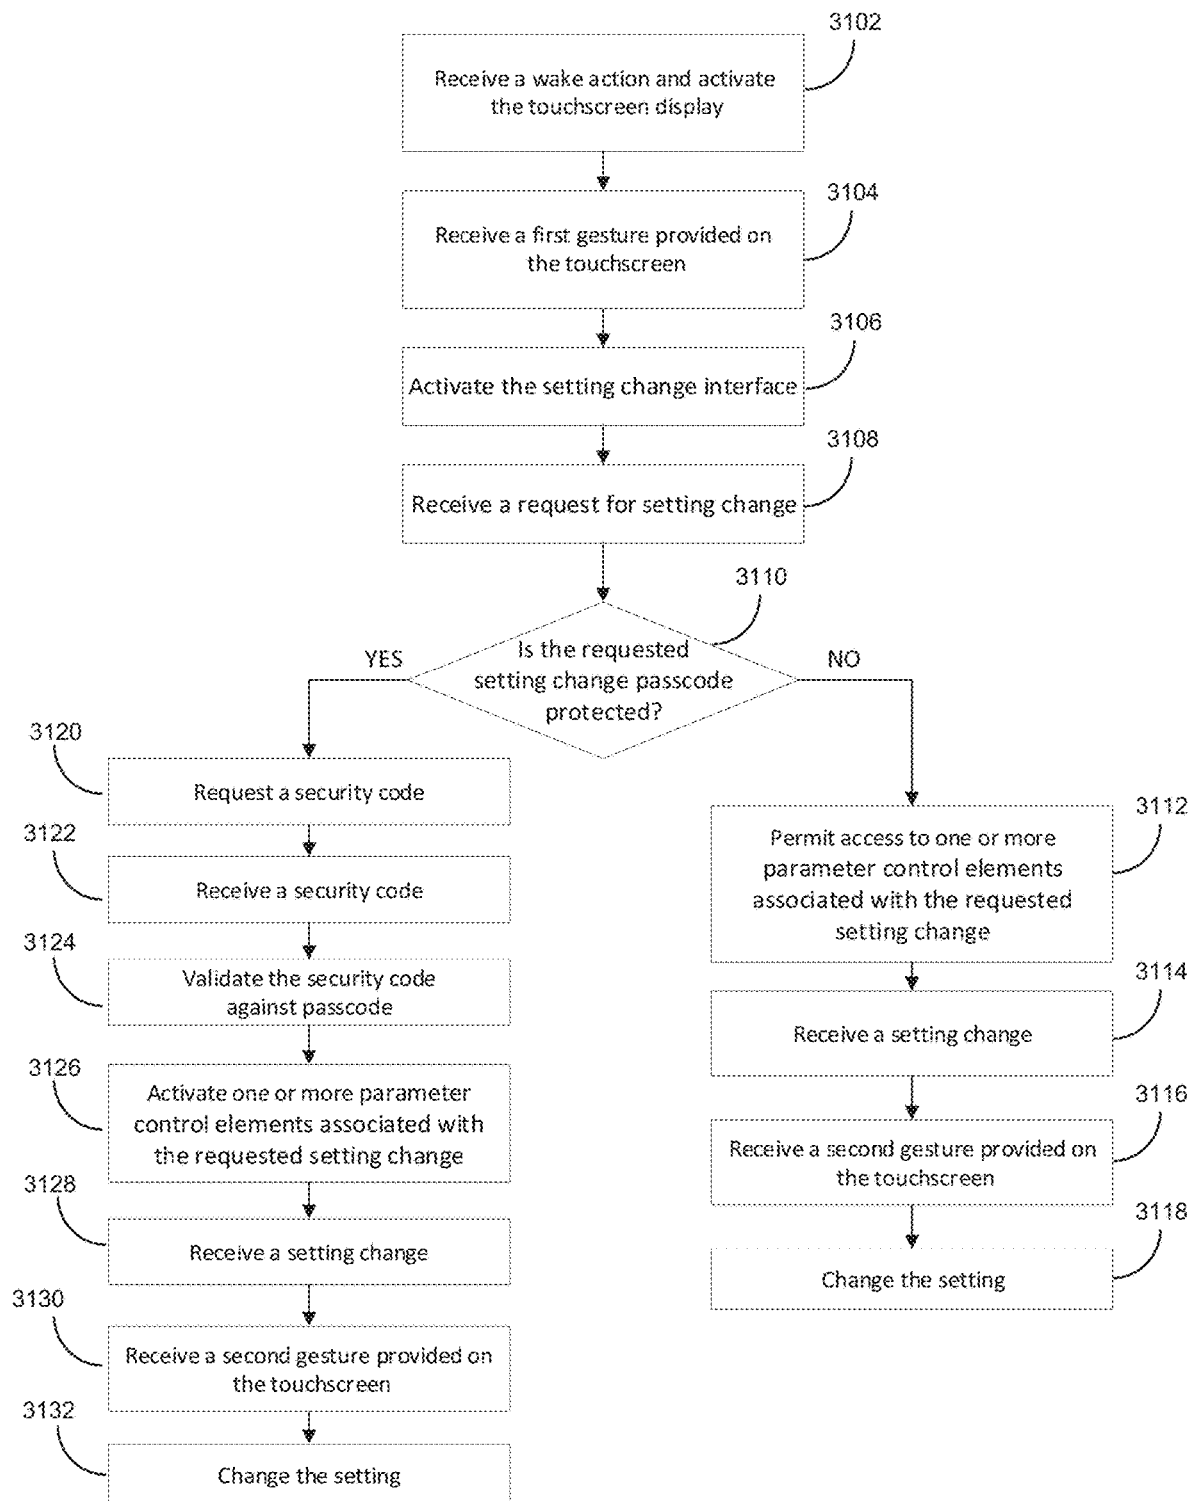 3102
Receive a wake action and activate
the touchscreen display
3104
Receive a first gesture provided on
the touchscreen
3106
Activate the setting change interface
3108
Receive a request for setting change
3110
Is the requested
setting change passcode
protected?
YES
NO
3120
Request a security code
3122
Receive a security code
3124
Validate the security code
against passcode
3126
Activate one or more parameter
control elements associated with
the requested setting change
3128
Receive a setting change
3130
Receive a second gesture provided on
the touchscreen
3132
Change the setting
3112
Permit access to one or more
parameter control elements
associated with the requested
setting change
3114
Receive a setting change
3116
Receive a second gesture provided on
the touchscreen
3118
Change the setting